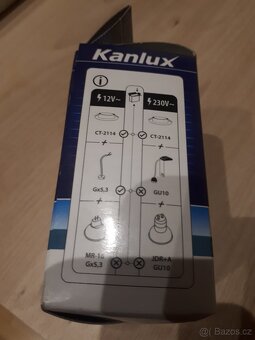 Kanlux
12V~
230V~
CT-2114
CT-2114
Gx5,3
GU10
MR-16
Gx5,3
JDR+A
GU10
Bazos.cz